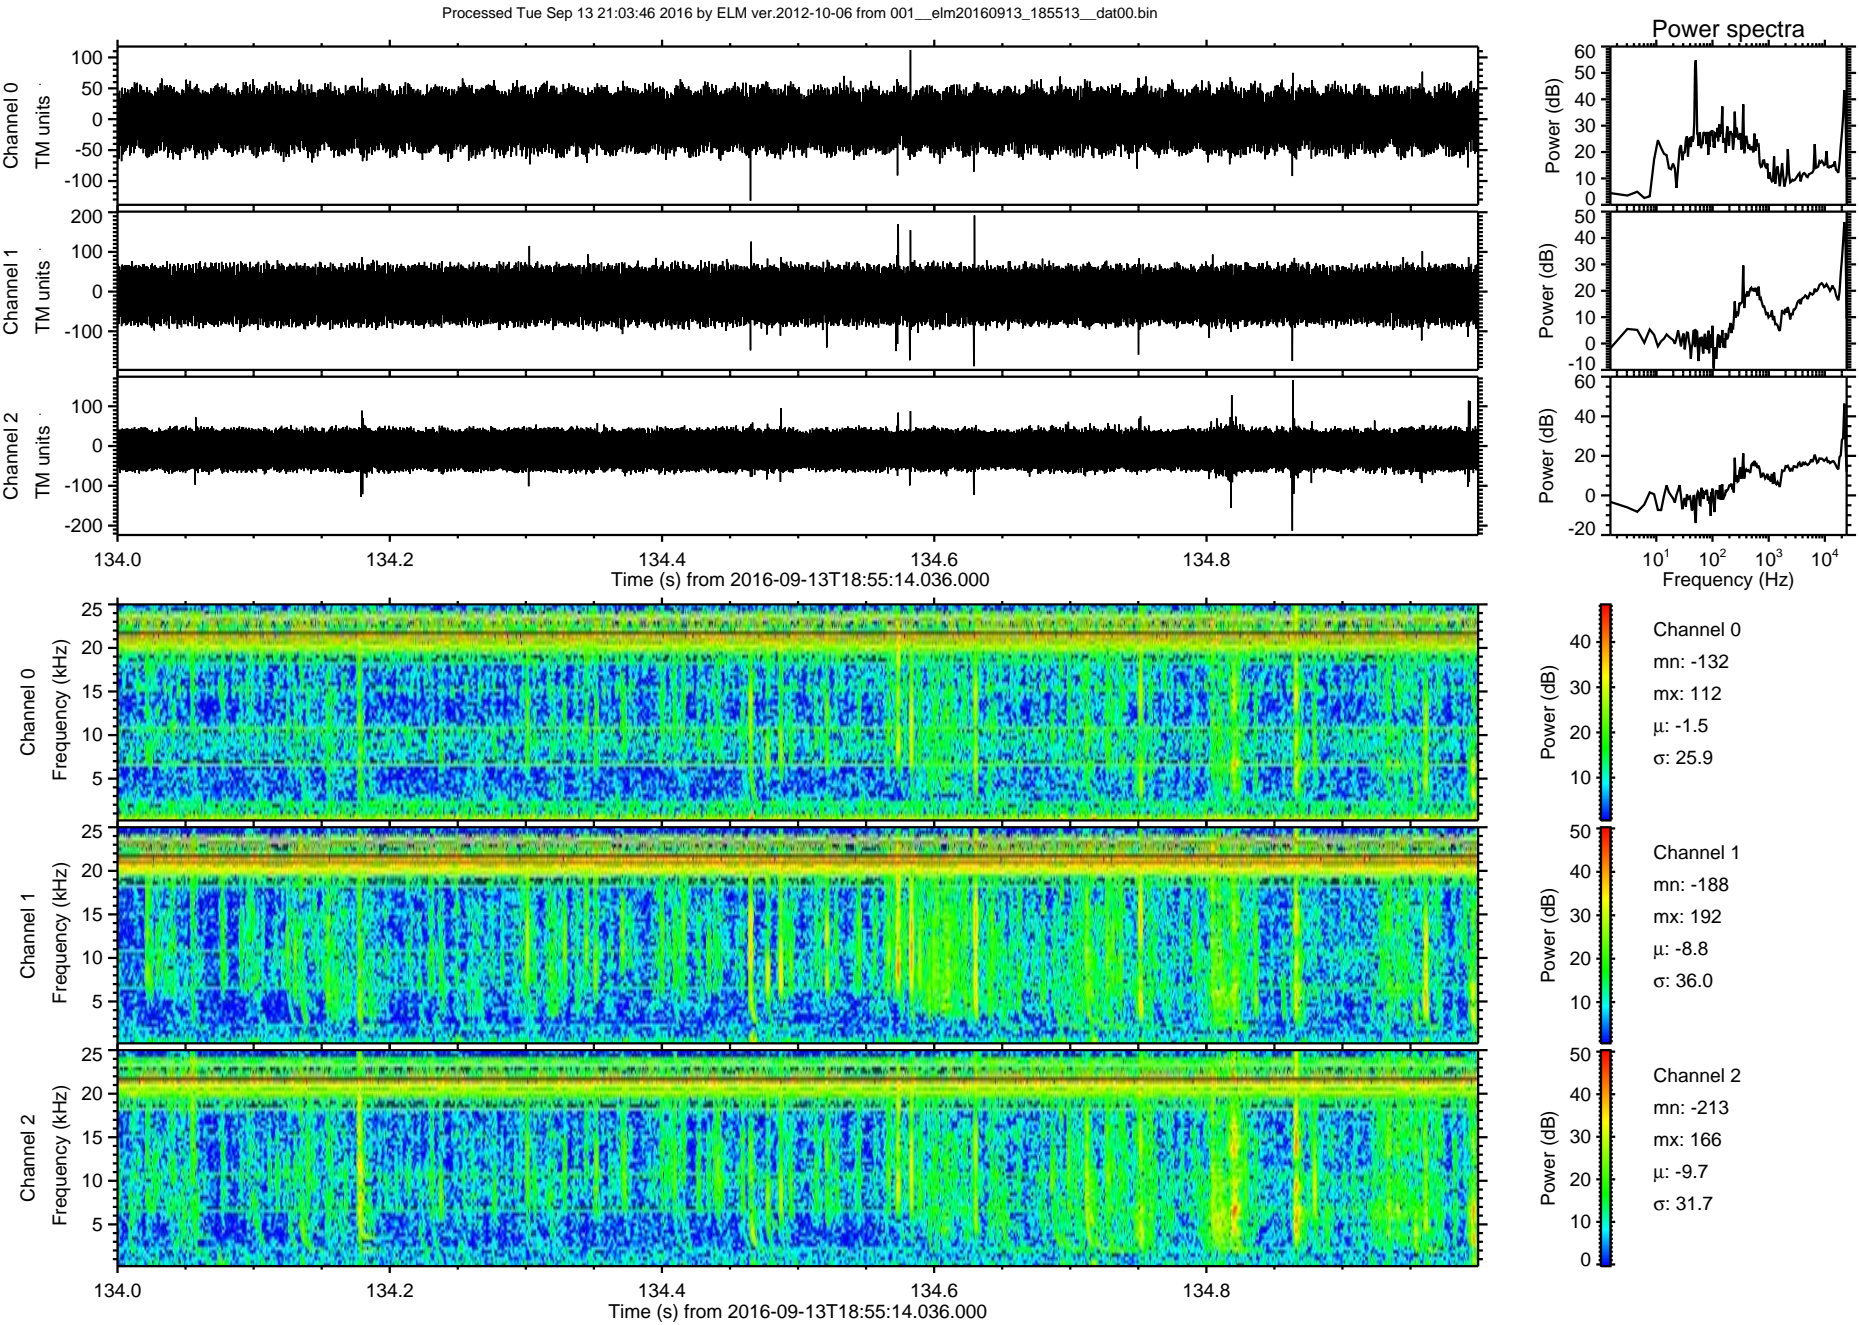 Processed Tue Sep 13 21:03:46 2016 by ELM ver.2012-10-06 from 001__elm20160913_185513__dat00.bin
Power spectra
Channel 0
TM units
100
50
0
-50
-100
Power (dB)
60
50
40
30
20
10
0
Channel 1
TM units
200
100
0
-100
Power (dB)
50
40
30
20
10
0
-10
Channel 2
TM units
100
0
-100
-200
Power (dB)
60
40
20
0
-20
134.0 134.2 134.4 134.6 134.8
Time (s) from 2016-09-13T18:55:14.036.000
10^1 10^2 10^3 10^4
Frequency (Hz)
Channel 0
Frequency (kHz)
25
20
15
10
5
Power (dB)
40
30
20
10
Channel 0
mn: -132
mx: 112
μ: -1.5
σ: 25.9
Channel 1
Frequency (kHz)
25
20
15
10
5
Power (dB)
50
40
30
20
10
Channel 1
mn: -188
mx: 192
μ: -8.8
σ: 36.0
Channel 2
Frequency (kHz)
25
20
15
10
5
Power (dB)
50
40
30
20
10
0
Channel 2
mn: -213
mx: 166
μ: -9.7
σ: 31.7
134.0 134.2 134.4 134.6 134.8
Time (s) from 2016-09-13T18:55:14.036.000